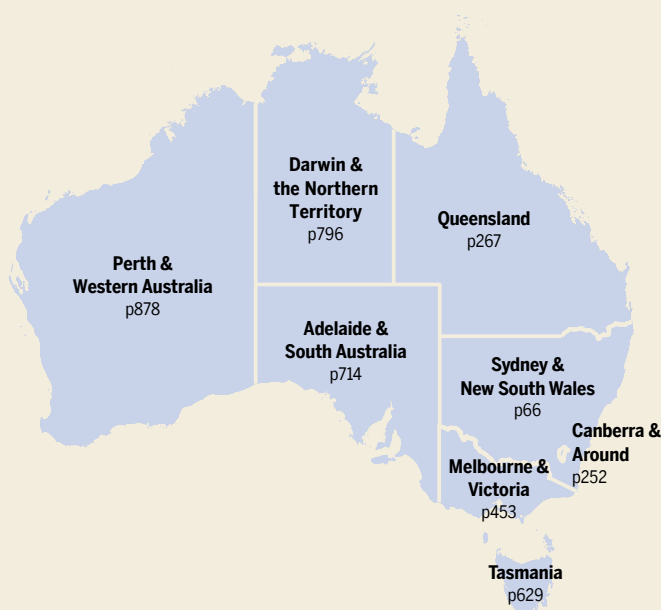 Darwin &
the Northern
Territory
p796
Queensland
p267
Perth &
Western Australia
p878
Adelaide &
South Australia
p714
Sydney &
New South Wales
p66
Canberra &
Around
p252
Melbourne &
Victoria
p453
Tasmania
p629